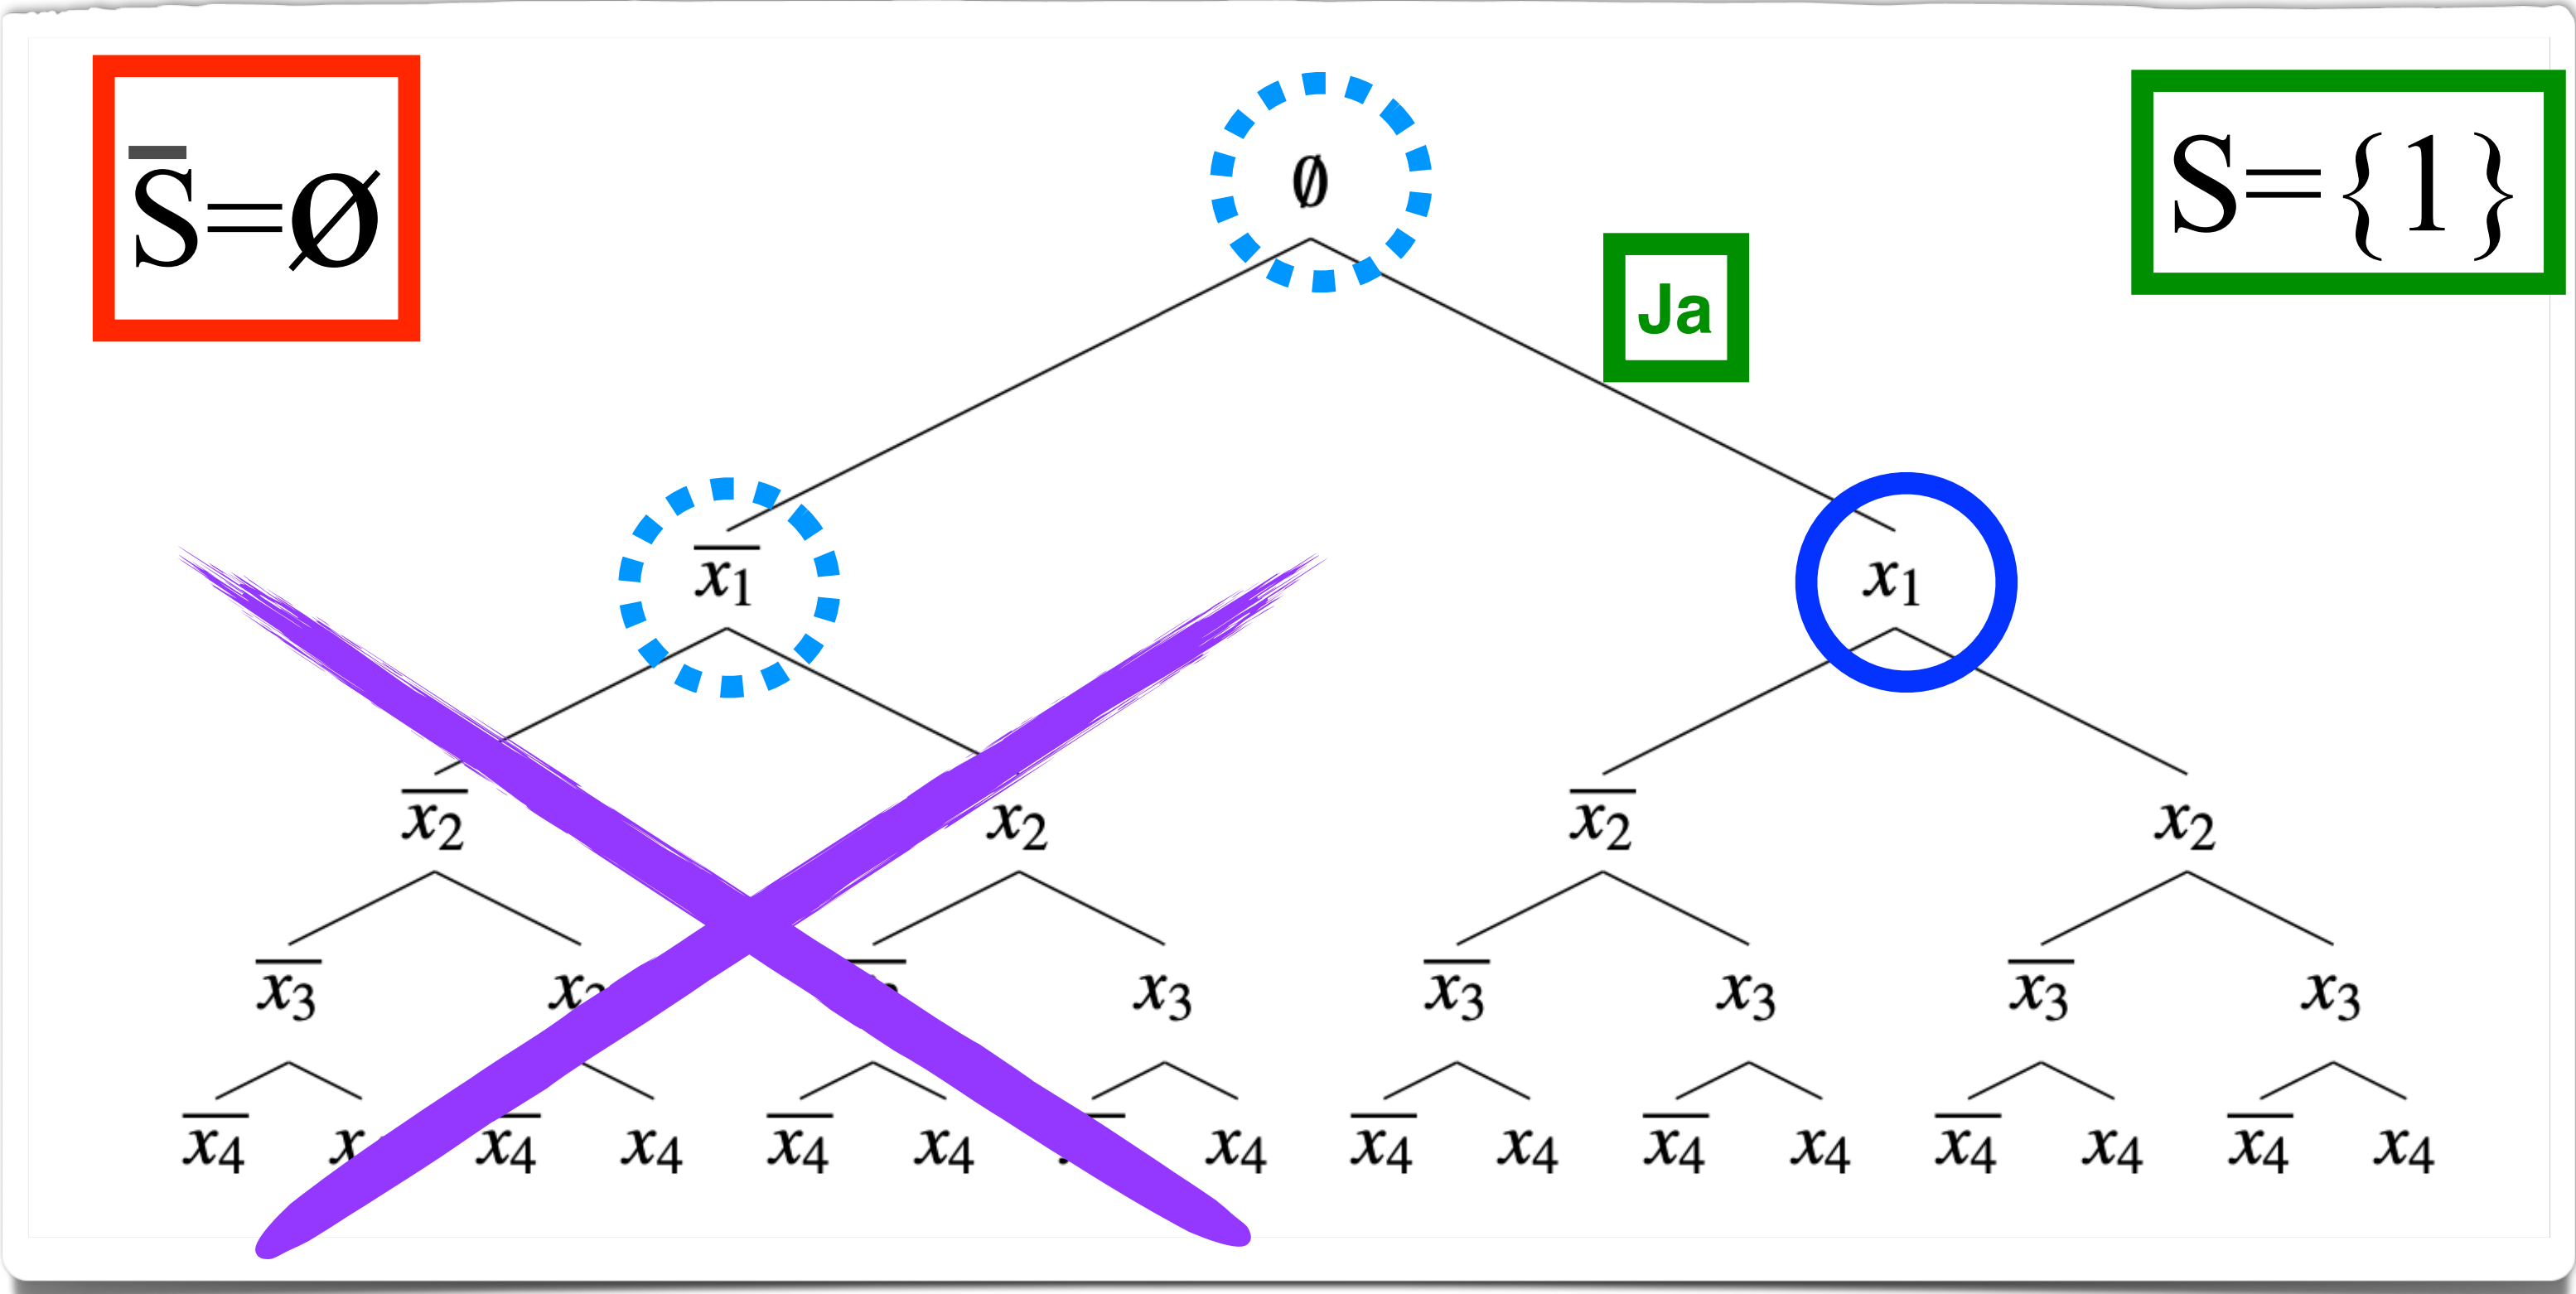 S̅=Ø
∅
S={1}
Ja
x̅₁ x₁
x̅₂ x₂ x̅₂ x₂
x̅₃ x̅₃ x₃ x̅₃ x₃ x̅₃ x₃
x̅₄ x̅₄ x₄ x̅₄ x₄ x₄ x̅₄ x₄ x̅₄ x₄ x̅₄ x₄ x̅₄ x₄